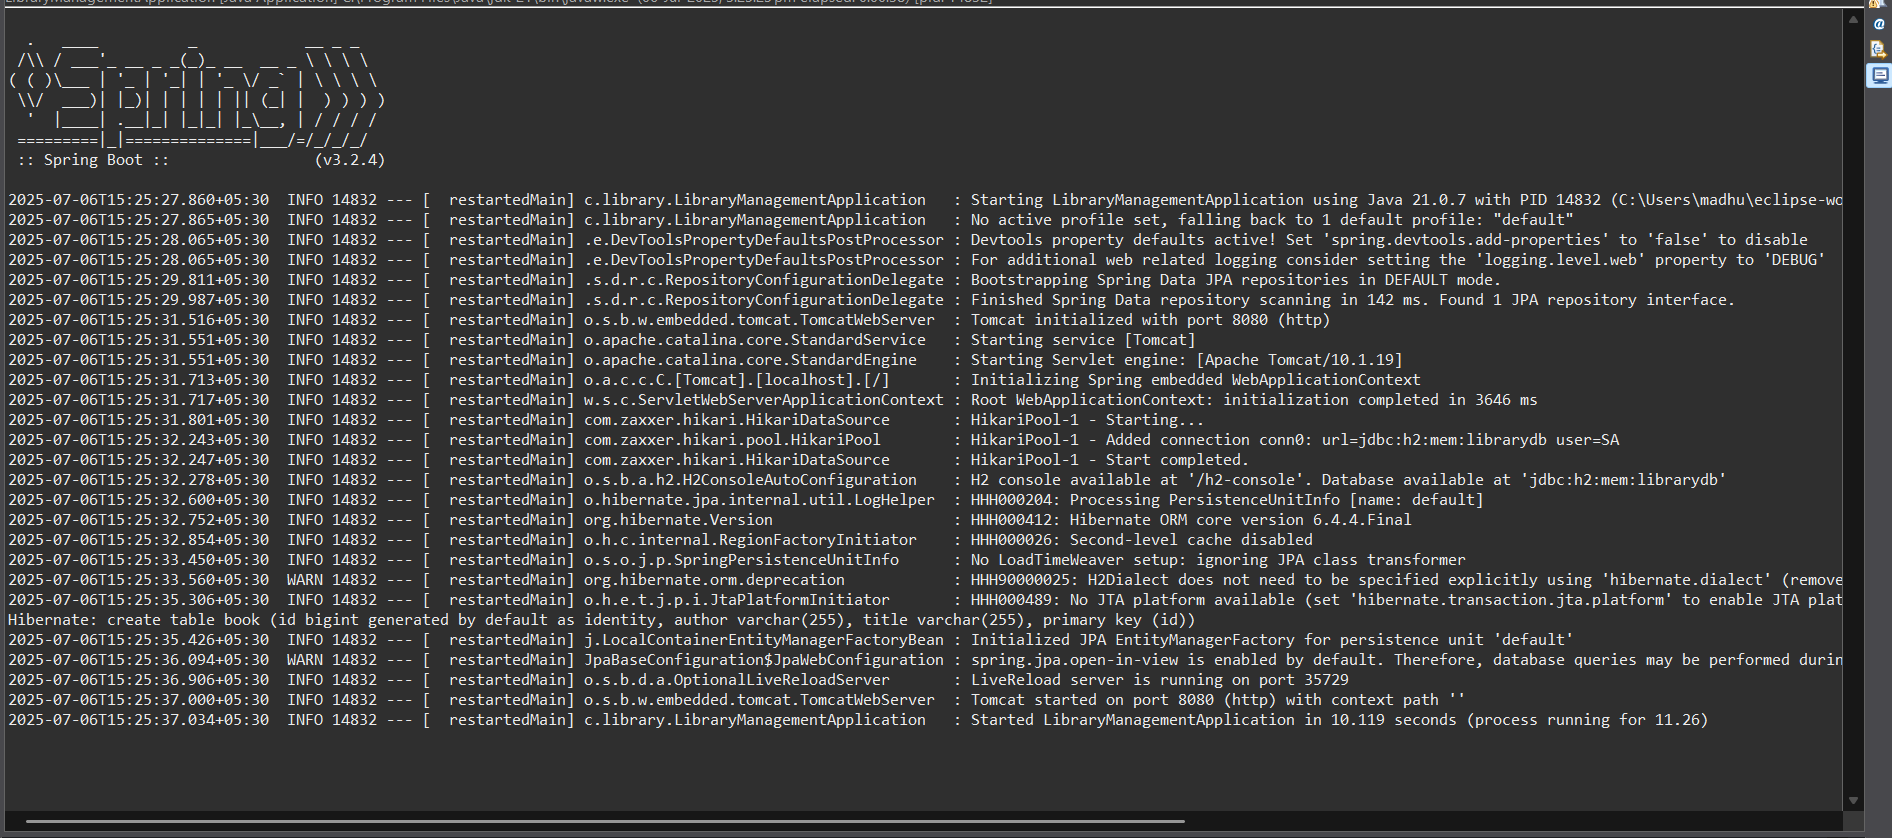 .   ____          _            __ _ _
 /\\ / ___'_ __ _ _(_)_ __  __ _ \ \ \ \
( ( )\___ | '_ | '_| | '_ \/ _` | \ \ \ \
 \\/  ___)| |_)| | | | | || (_| |  ) ) ) )
  '  |____| .__|_| |_|_| |_\__, | / / / /
 =========|_|==============|___/=/_/_/_/
 :: Spring Boot ::                (v3.2.4)
2025-07-06T15:25:27.860+05:30  INFO 14832 --- [  restartedMain] c.library.LibraryManagementApplication   : Starting LibraryManagementApplication using Java 21.0.7 with PID 14832 (C:\Users\madhu\eclipse-wo
2025-07-06T15:25:27.865+05:30  INFO 14832 --- [  restartedMain] c.library.LibraryManagementApplication   : No active profile set, falling back to 1 default profile: "default"
2025-07-06T15:25:28.065+05:30  INFO 14832 --- [  restartedMain] .e.DevToolsPropertyDefaultsPostProcessor : Devtools property defaults active! Set 'spring.devtools.add-properties' to 'false' to disable
2025-07-06T15:25:28.065+05:30  INFO 14832 --- [  restartedMain] .e.DevToolsPropertyDefaultsPostProcessor : For additional web related logging consider setting the 'logging.level.web' property to 'DEBUG'
2025-07-06T15:25:29.811+05:30  INFO 14832 --- [  restartedMain] .s.d.r.c.RepositoryConfigurationDelegate : Bootstrapping Spring Data JPA repositories in DEFAULT mode.
2025-07-06T15:25:29.987+05:30  INFO 14832 --- [  restartedMain] .s.d.r.c.RepositoryConfigurationDelegate : Finished Spring Data repository scanning in 142 ms. Found 1 JPA repository interface.
2025-07-06T15:25:31.516+05:30  INFO 14832 --- [  restartedMain] o.s.b.w.embedded.tomcat.TomcatWebServer  : Tomcat initialized with port 8080 (http)
2025-07-06T15:25:31.551+05:30  INFO 14832 --- [  restartedMain] o.apache.catalina.core.StandardService   : Starting service [Tomcat]
2025-07-06T15:25:31.551+05:30  INFO 14832 --- [  restartedMain] o.apache.catalina.core.StandardEngine    : Starting Servlet engine: [Apache Tomcat/10.1.19]
2025-07-06T15:25:31.713+05:30  INFO 14832 --- [  restartedMain] o.a.c.c.C.[Tomcat].[localhost].[/]       : Initializing Spring embedded WebApplicationContext
2025-07-06T15:25:31.717+05:30  INFO 14832 --- [  restartedMain] w.s.c.ServletWebServerApplicationContext : Root WebApplicationContext: initialization completed in 3646 ms
2025-07-06T15:25:31.801+05:30  INFO 14832 --- [  restartedMain] com.zaxxer.hikari.HikariDataSource       : HikariPool-1 - Starting...
2025-07-06T15:25:32.243+05:30  INFO 14832 --- [  restartedMain] com.zaxxer.hikari.pool.HikariPool        : HikariPool-1 - Added connection conn0: url=jdbc:h2:mem:librarydb user=SA
2025-07-06T15:25:32.247+05:30  INFO 14832 --- [  restartedMain] com.zaxxer.hikari.HikariDataSource       : HikariPool-1 - Start completed.
2025-07-06T15:25:32.278+05:30  INFO 14832 --- [  restartedMain] o.s.b.a.h2.H2ConsoleAutoConfiguration    : H2 console available at '/h2-console'. Database available at 'jdbc:h2:mem:librarydb'
2025-07-06T15:25:32.600+05:30  INFO 14832 --- [  restartedMain] o.hibernate.jpa.internal.util.LogHelper  : HHH000204: Processing PersistenceUnitInfo [name: default]
2025-07-06T15:25:32.752+05:30  INFO 14832 --- [  restartedMain] org.hibernate.Version                    : HHH000412: Hibernate ORM core version 6.4.4.Final
2025-07-06T15:25:32.854+05:30  INFO 14832 --- [  restartedMain] o.h.c.internal.RegionFactoryInitiator    : HHH000026: Second-level cache disabled
2025-07-06T15:25:33.450+05:30  INFO 14832 --- [  restartedMain] o.s.o.j.p.SpringPersistenceUnitInfo      : No LoadTimeWeaver setup: ignoring JPA class transformer
2025-07-06T15:25:33.560+05:30  WARN 14832 --- [  restartedMain] org.hibernate.orm.deprecation            : HHH90000025: H2Dialect does not need to be specified explicitly using 'hibernate.dialect' (remove
2025-07-06T15:25:35.306+05:30  INFO 14832 --- [  restartedMain] o.h.e.t.j.p.i.JtaPlatformInitiator       : HHH000489: No JTA platform available (set 'hibernate.transaction.jta.platform' to enable JTA plat
Hibernate: create table book (id bigint generated by default as identity, author varchar(255), title varchar(255), primary key (id))
2025-07-06T15:25:35.426+05:30  INFO 14832 --- [  restartedMain] j.LocalContainerEntityManagerFactoryBean : Initialized JPA EntityManagerFactory for persistence unit 'default'
2025-07-06T15:25:36.094+05:30  WARN 14832 --- [  restartedMain] JpaBaseConfiguration$JpaWebConfiguration : spring.jpa.open-in-view is enabled by default. Therefore, database queries may be performed durin
2025-07-06T15:25:36.906+05:30  INFO 14832 --- [  restartedMain] o.s.b.d.a.OptionalLiveReloadServer       : LiveReload server is running on port 35729
2025-07-06T15:25:37.000+05:30  INFO 14832 --- [  restartedMain] o.s.b.w.embedded.tomcat.TomcatWebServer  : Tomcat started on port 8080 (http) with context path ''
2025-07-06T15:25:37.034+05:30  INFO 14832 --- [  restartedMain] c.library.LibraryManagementApplication   : Started LibraryManagementApplication in 10.119 seconds (process running for 11.26)